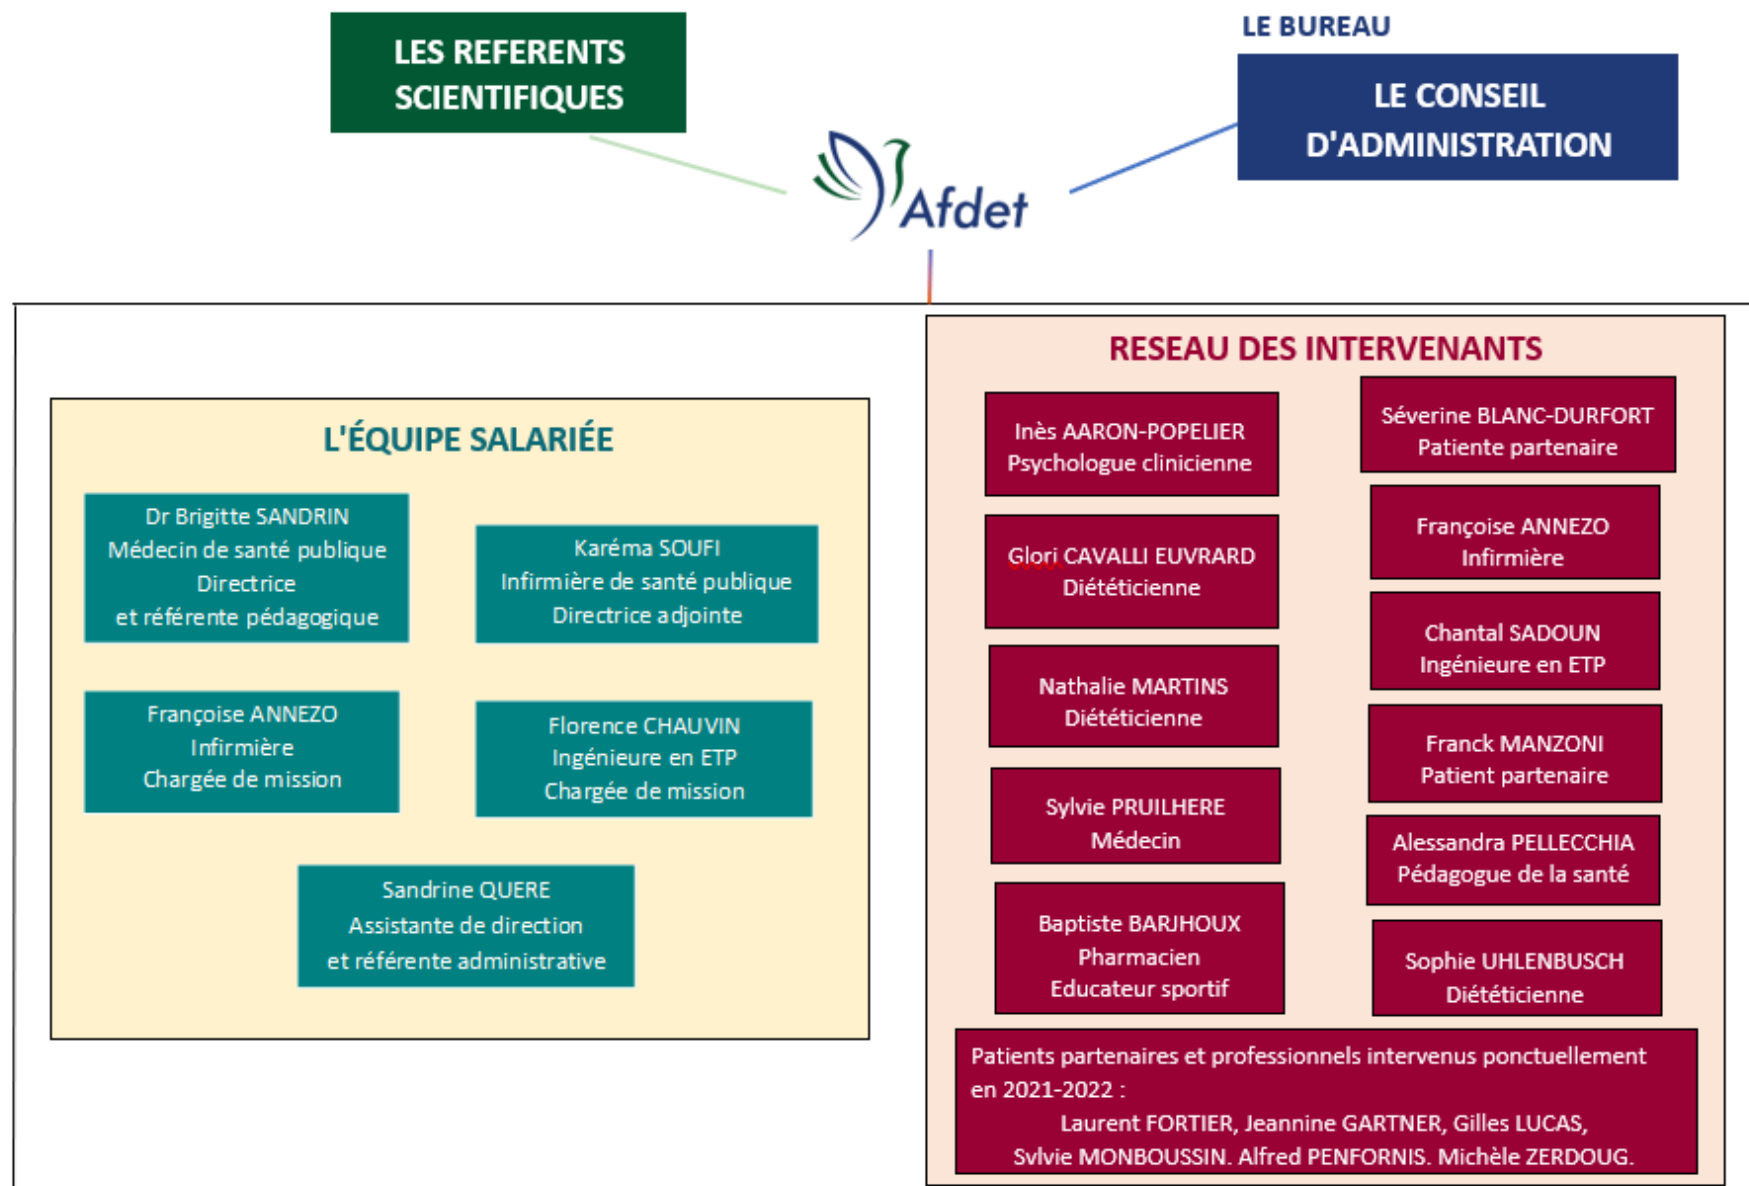 LES REFERENTS
SCIENTIFIQUES
LE BUREAU
LE CONSEIL
D'ADMINISTRATION
Afdet
L'ÉQUIPE SALARIÉE
Dr Brigitte SANDRIN
Médecin de santé publique
Directrice
et référente pédagogique
Karéma SOUFI
Infirmière de santé publique
Directrice adjointe
Françoise ANNEZO
Infirmière
Chargée de mission
Florence CHAUVIN
Ingénieure en ETP
Chargée de mission
Sandrine QUERE
Assistante de direction
et référente administrative
RESEAU DES INTERVENANTS
Inès AARON-POPELIER
Psychologue clinicienne
Séverine BLANC-DURFORT
Patiente partenaire
Glori CAVALLI EUVRARD
Diététicienne
Françoise ANNEZO
Infirmière
Nathalie MARTINS
Diététicienne
Chantal SADOUN
Ingénieure en ETP
Sylvie PRUILHERE
Médecin
Franck MANZONI
Patient partenaire
Baptiste BARJHOUX
Pharmacien
Educateur sportif
Alessandra PELLECCHIA
Pédagogue de la santé
Sophie UHLENBUSCH
Diététicienne
Patients partenaires et professionnels intervenus ponctuellement
en 2021-2022 :
Laurent FORTIER, Jeannine GARTNER, Gilles LUCAS,
Sylvie MONBOUSSIN, Alfred PENFORNIS, Michèle ZERDOUG.